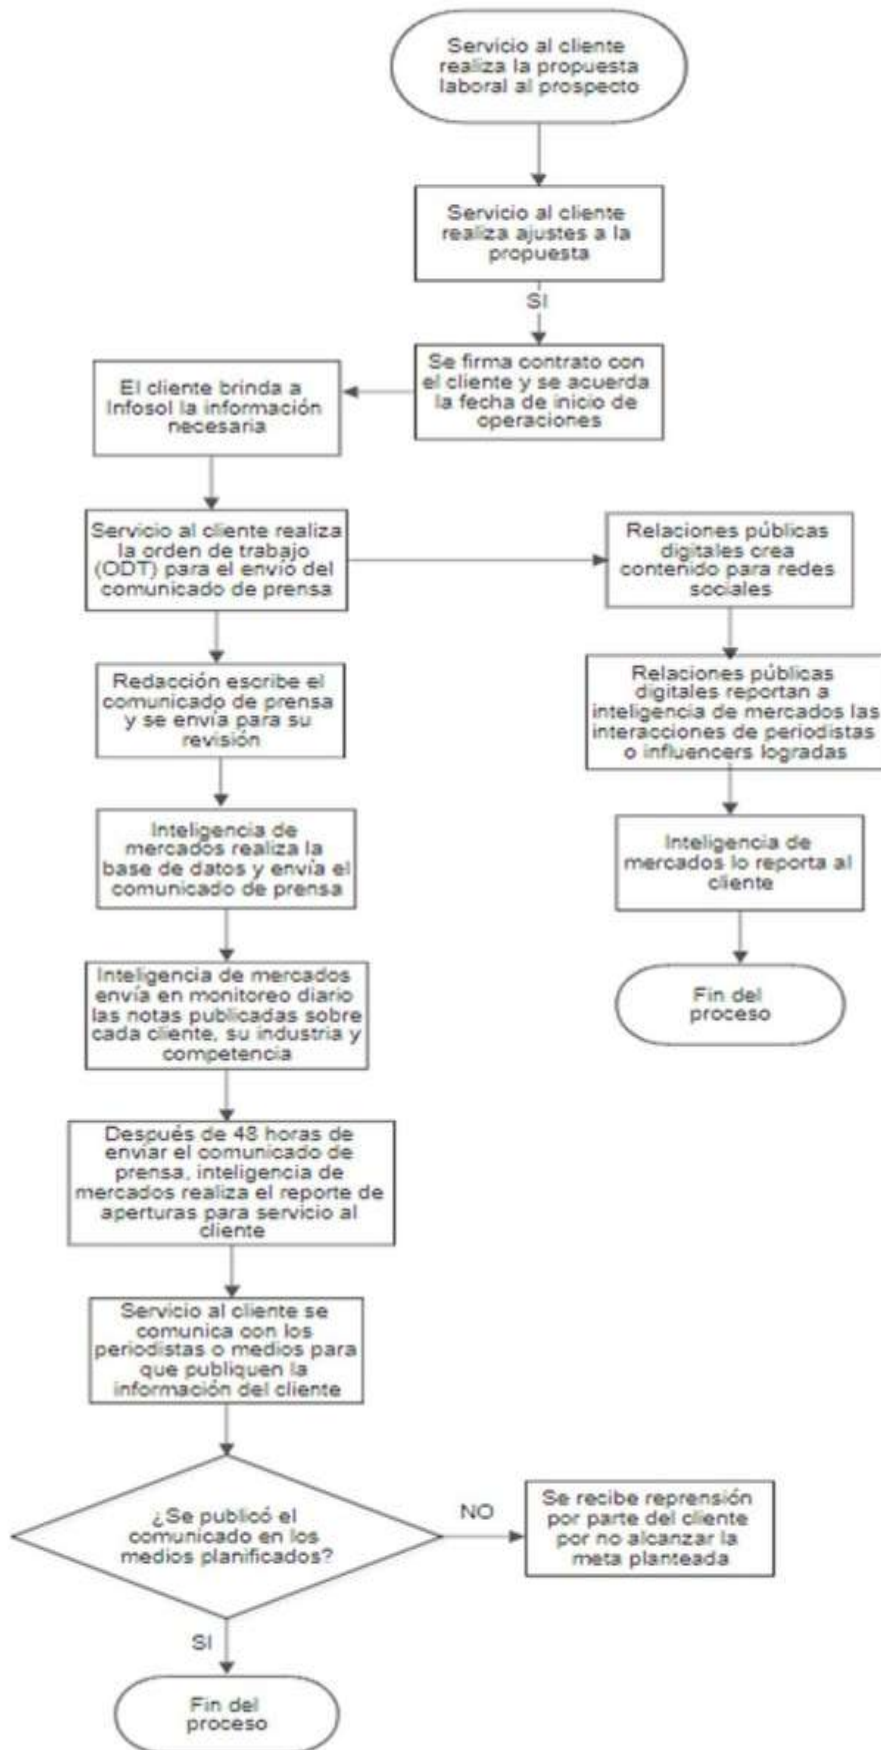 Servicio al cliente
realiza la propuesta
laboral al prospecto
Servicio al cliente
realiza ajustes a la
propuesta
SI
Se firma contrato con
el cliente y se acuerda
la fecha de inicio de
operaciones
El cliente brinda a
Infosol la información
necesaria
Servicio al cliente realiza
la orden de trabajo
(ODT) para el envío del
comunicado de prensa
Relaciones públicas
digitales crea
contenido para redes
sociales
Redacción escribe el
comunicado de prensa
y se envía para su
revisión
Relaciones públicas
digitales reportan a
inteligencia de mercados las
interacciones de periodistas
o influencers logradas
Inteligencia de
mercados realiza la
base de datos y envía el
comunicado de prensa
Inteligencia de
mercados lo reporta al
cliente
Inteligencia de mercados
envía en monitoreo diario
las notas publicadas sobre
cada cliente, su industria y
competencia
Fin del
proceso
Después de 48 horas de
enviar el comunicado de
prensa, inteligencia de
mercados realiza el reporte de
aperturas para servicio al
cliente
Servicio al cliente se
comunica con los
periodistas o medios para
que publiquen la
información del cliente
¿Se publicó el
comunicado en los
medios planificados?
NO
Se recibe reprensión
por parte del cliente
por no alcanzar la
meta planteada
SI
Fin del
proceso